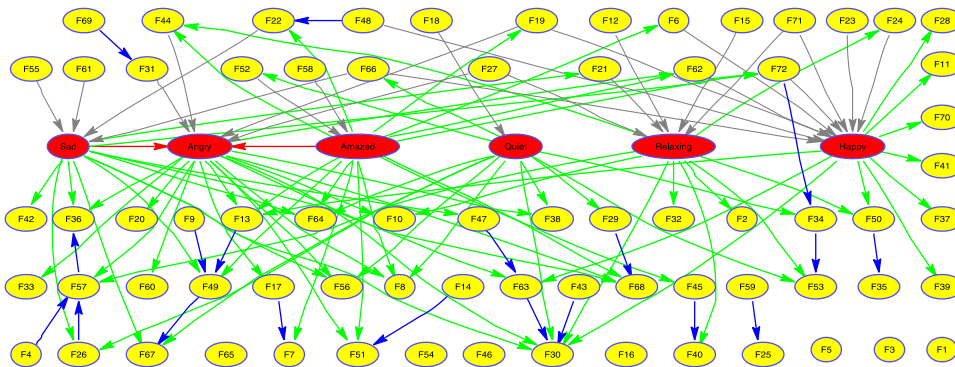 F69 F44 F22 F48 F18 F19 F12 F6 F15 F71 F23 F24 F28
F55 F61 F31 F52 F58 F66 F27 F21 F62 F72 F11
F70
Sad Angry Amazed Quiet Relaxing Happy
F41
F42 F36 F20 F9 F13 F64 F10 F47 F38 F29 F32 F2 F34 F50 F37
F33 F57 F60 F49 F17 F56 F8 F14 F63 F43 F68 F45 F59 F53 F35 F39
F4 F26 F67 F65 F7 F51 F54 F46 F30 F16 F40 F25 F5 F3 F1